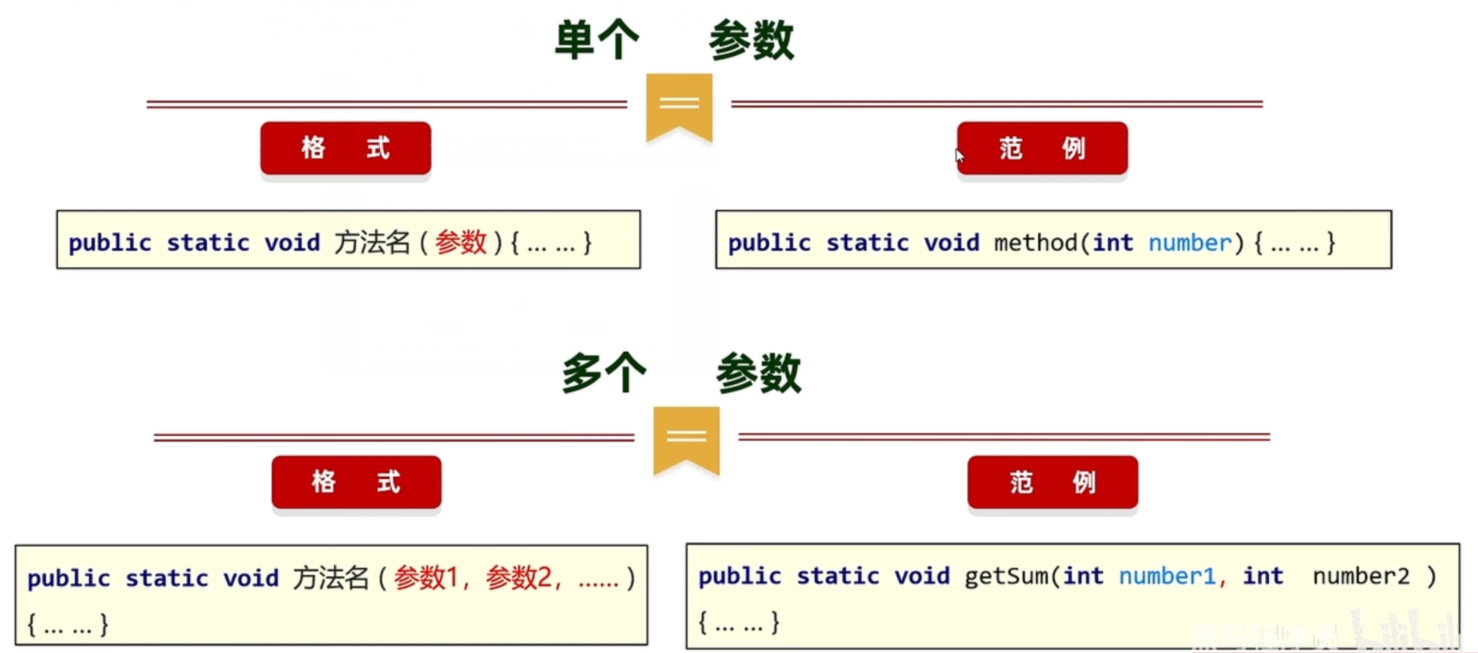 单个 参数
格 式
范 例
public static void 方法名 ( 参数 ) { ... ... }
public static void method(int number) { ... ... }
多个 参数
格 式
范 例
public static void 方法名 ( 参数1，参数2，...... )
{ ... ... }
public static void getSum(int number1, int number2 )
{ ... ... }
bilibili